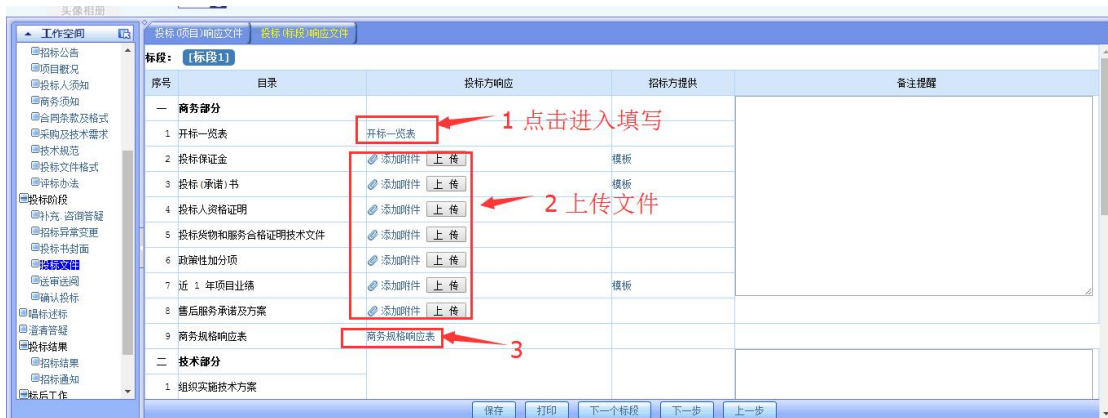 头像相册
工作空间
招标公告
项目概况
投标人须知
商务须知
合同条款及格式
采购及技术需求
技术规范
投标文件格式
评标办法
投标阶段
补充.咨询答疑
招标异常变更
投标书封面
投标文件
送审送阅
确认投标
唱标述标
澄清答疑
投标结果
招标结果
招标通知
标后工作
投标(项目)响应文件 投标(标段)响应文件
标段: [标段1]
序号 目录 投标方响应 招标方提供 备注提醒
一 商务部分
1 开标一览表 开标一览表
1 点击进入填写
2 投标保证金 添加附件 上传 模板
3 投标(承诺)书 添加附件 上传 模板
4 投标人资格证明 添加附件 上传
2 上传文件
5 投标货物和服务合格证明技术文件 添加附件 上传
6 政策性加分项 添加附件 上传
7 近 1 年项目业绩 添加附件 上传 模板
8 售后服务承诺及方案 添加附件 上传
9 商务规格响应表 商务规格响应表
3
二 技术部分
1 组织实施技术方案
保存 打印 下一个标段 下一步 上一步